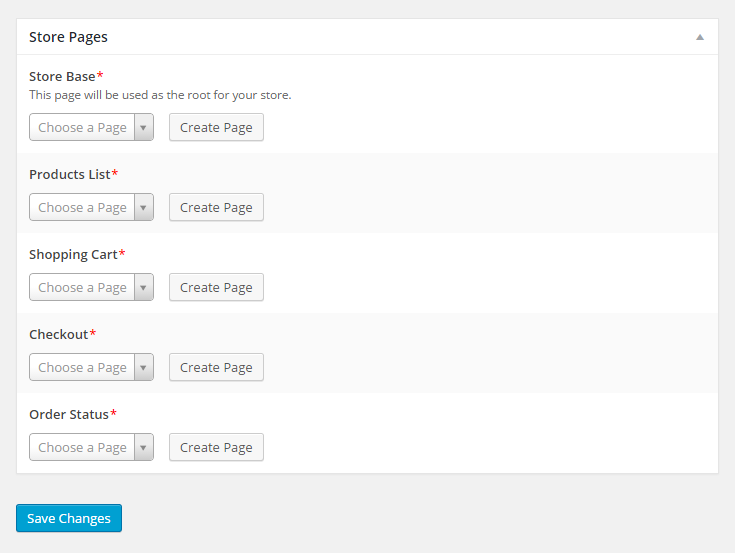 Store Pages
Store Base*
This page will be used as the root for your store.
Choose a Page Create Page
Products List*
Choose a Page Create Page
Shopping Cart*
Choose a Page Create Page
Checkout*
Choose a Page Create Page
Order Status*
Choose a Page Create Page
Save Changes